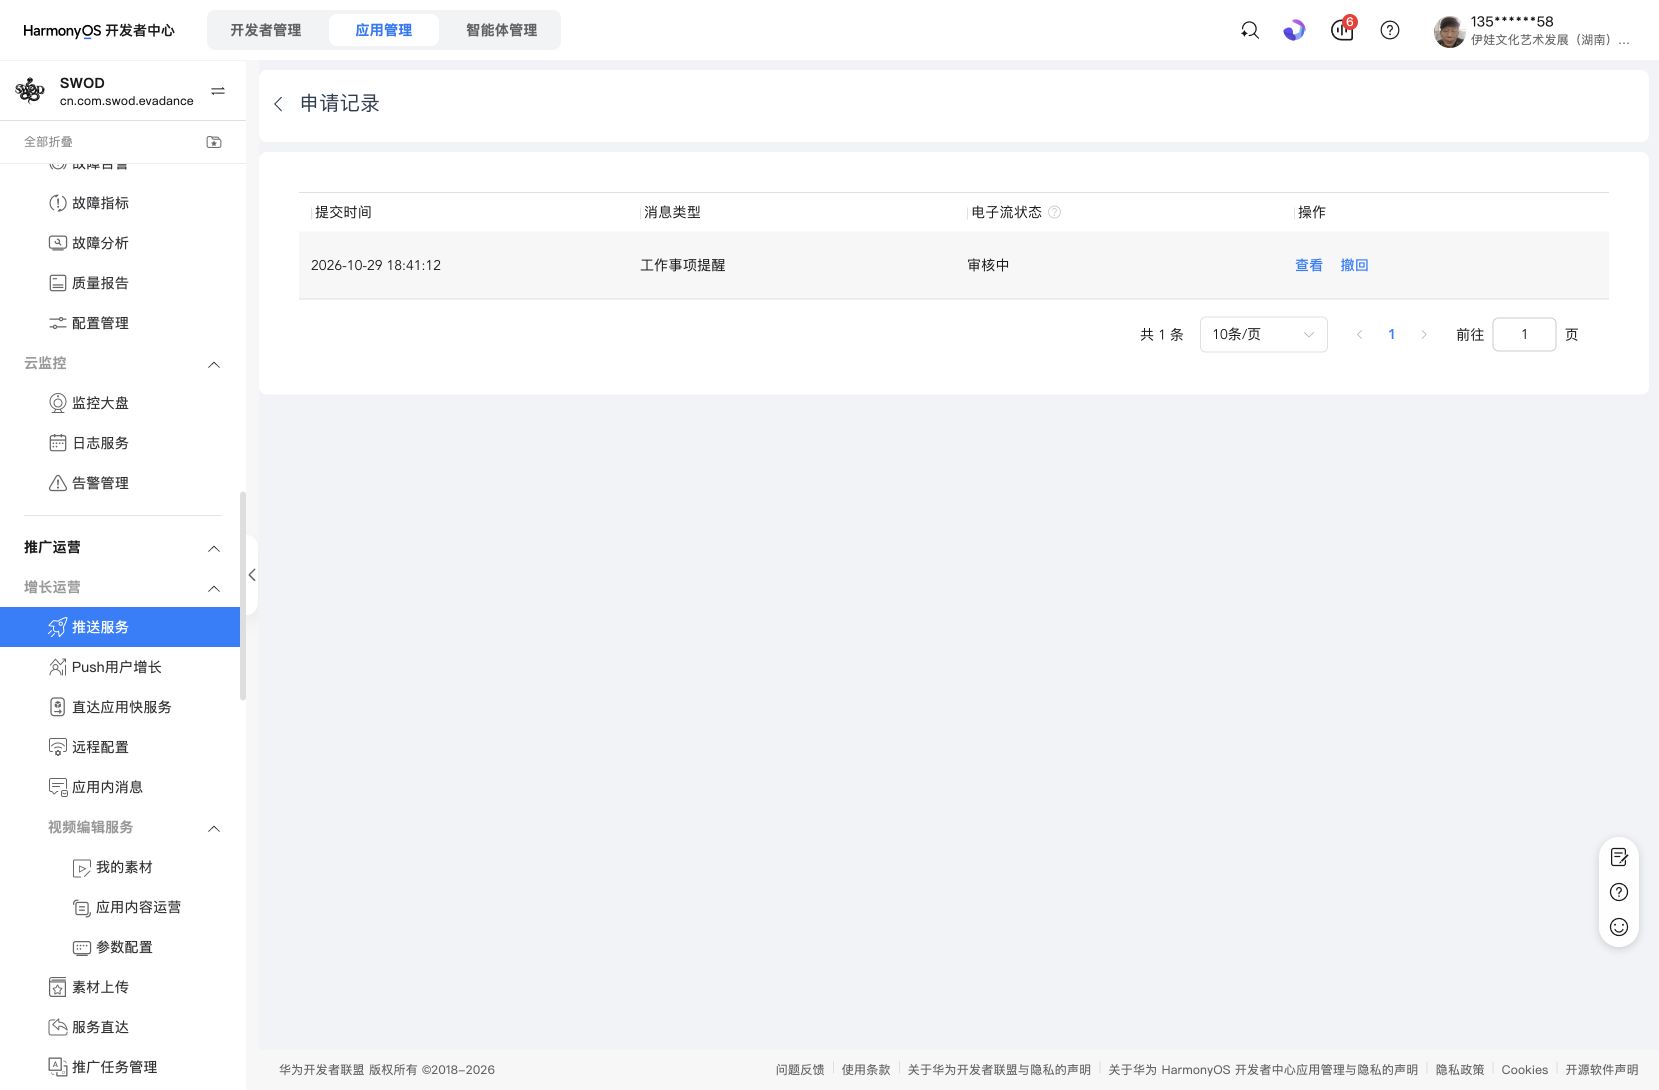 HarmonyOS 开发者中心
开发者管理
应用管理
智能体管理
6
135******58
伊娃文化艺术发展（湖南）...
SWOD
SWOD
cn.com.swod.evadance
全部折叠
故障告警
故障指标
故障分析
质量报告
配置管理
云监控
监控大盘
日志服务
告警管理
推广运营
增长运营
推送服务
Push用户增长
直达应用快服务
远程配置
应用内消息
视频编辑服务
我的素材
应用内容运营
参数配置
素材上传
服务直达
推广任务管理
申请记录
提交时间 消息类型 电子流状态 操作
2026-10-29 18:41:12 工作事项提醒 审核中 查看 撤回
共 1 条 10条/页 1 前往 1 页
华为开发者联盟 版权所有 ©2018-2026
问题反馈 使用条款 关于华为开发者联盟与隐私的声明 关于华为 HarmonyOS 开发者中心应用管理与隐私的声明 隐私政策 Cookies 开源软件声明